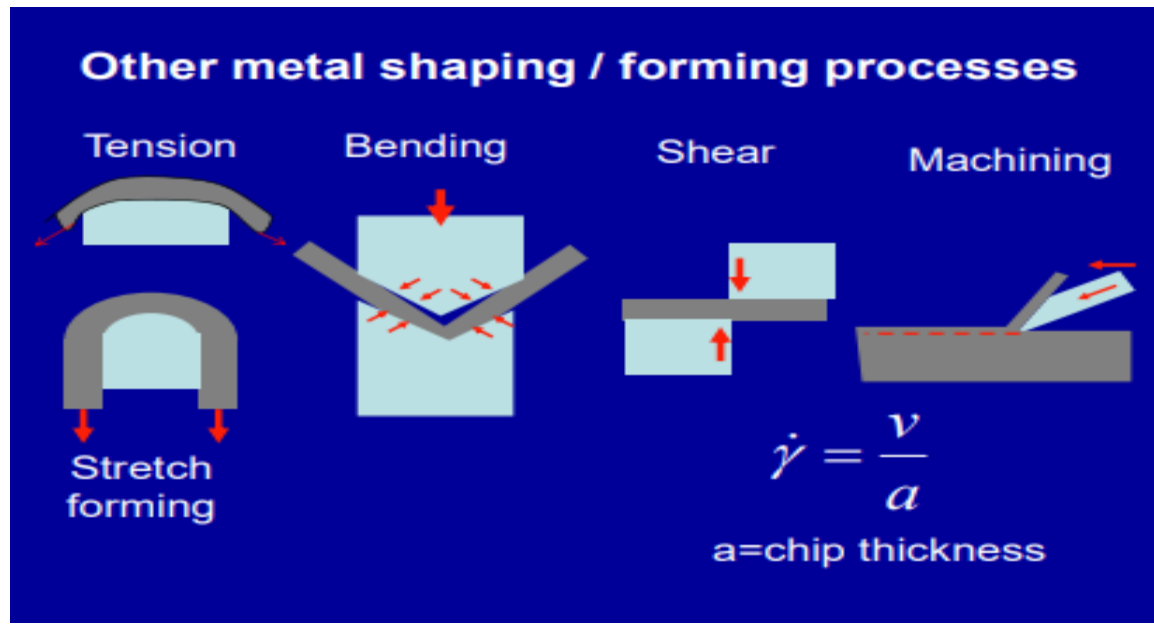 Other metal shaping / forming processes
Tension
Bending
Shear
Machining
Stretch
forming
γ̇ = v/a
a=chip thickness